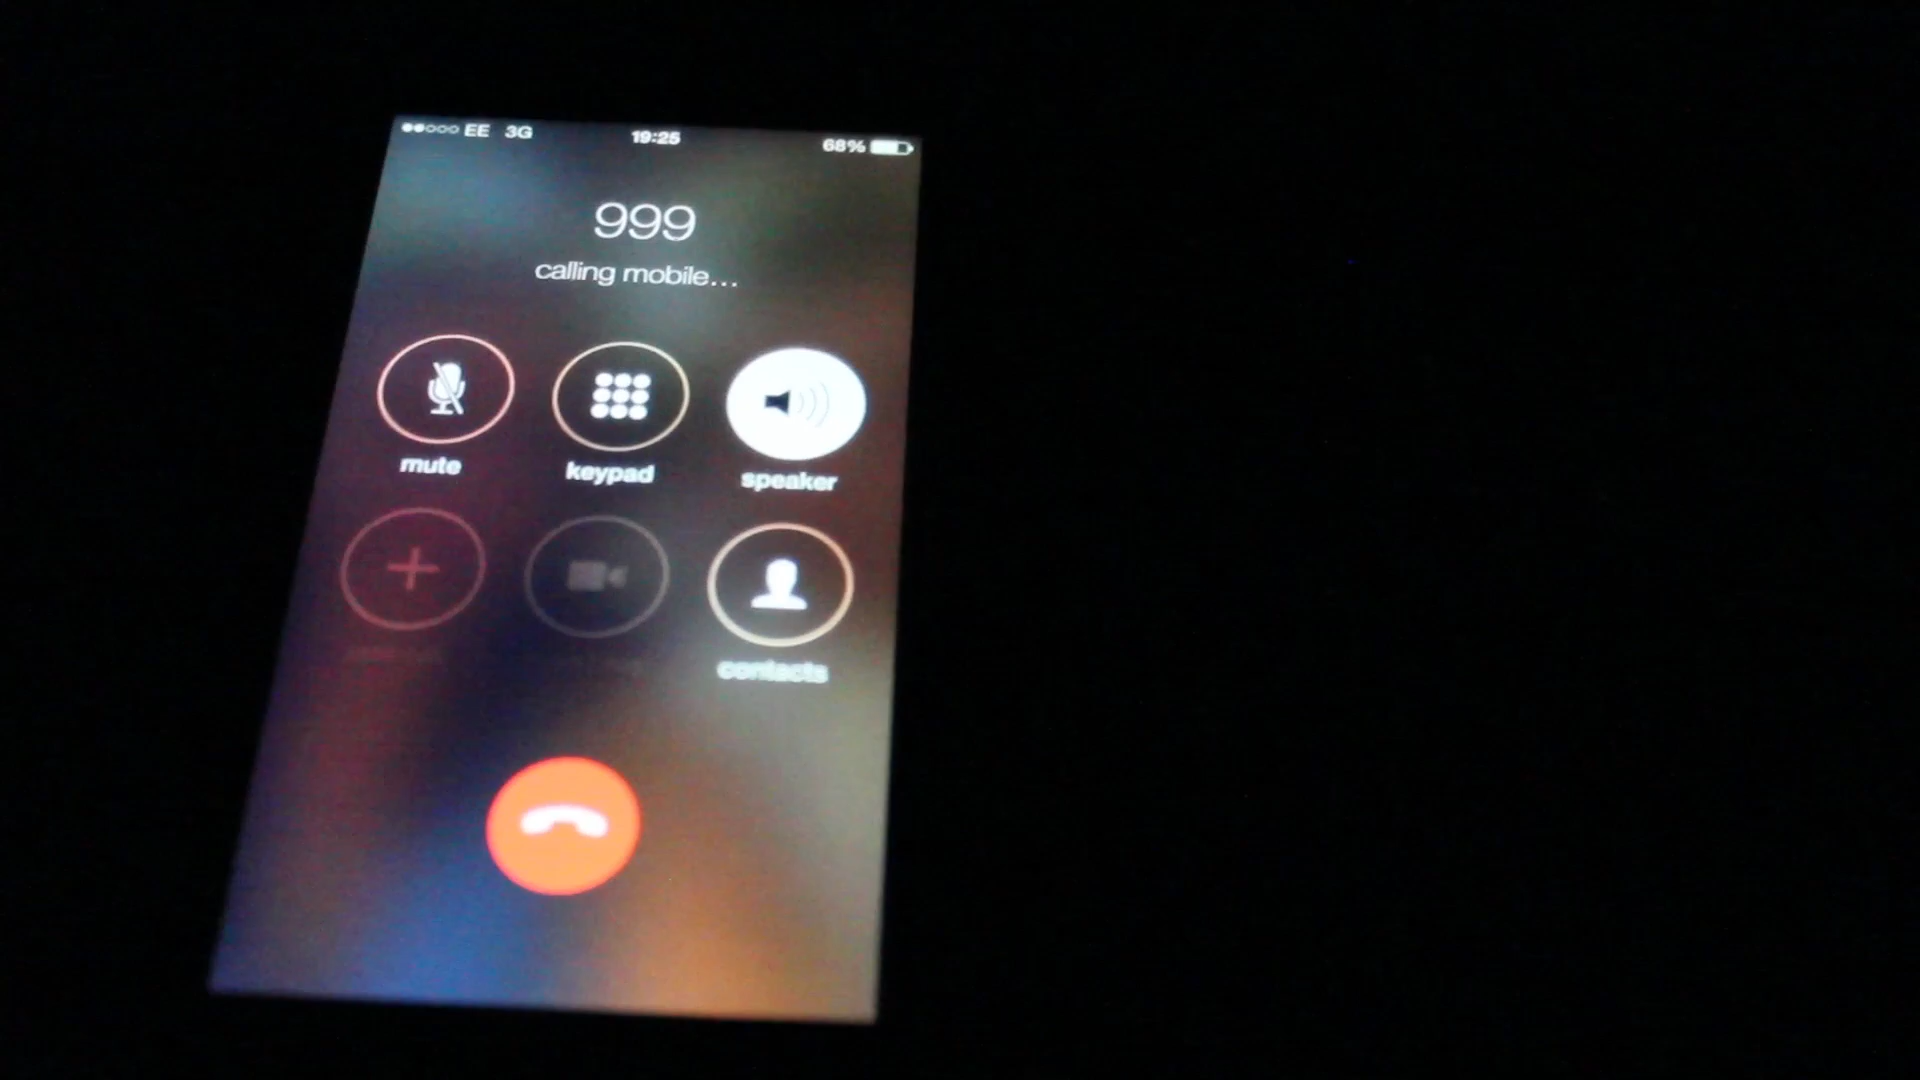 EE 3G 19:25 68%
999
calling mobile...
mute keypad speaker
contacts